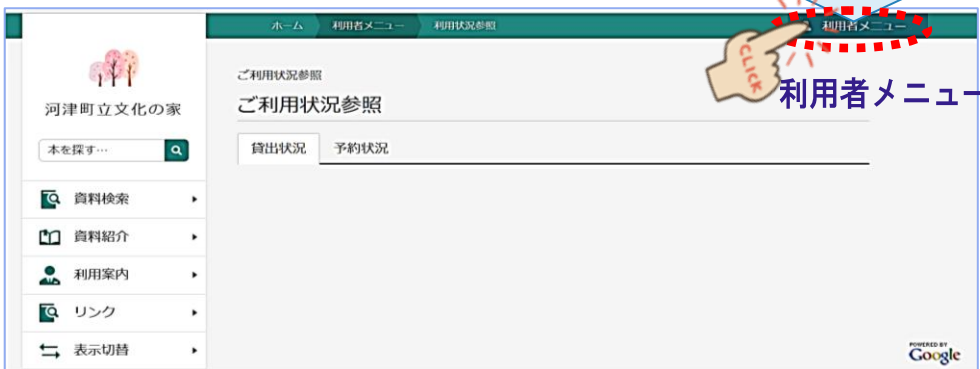 ホーム 利用者メニュー 利用状況参照 利用者メニュー
CLICK
利用者メニュー
河津町立文化の家
本を探す…
資料検索
資料紹介
利用案内
リンク
表示切替
ご利用状況参照
ご利用状況参照
貸出状況 予約状況
POWERED BY
Google